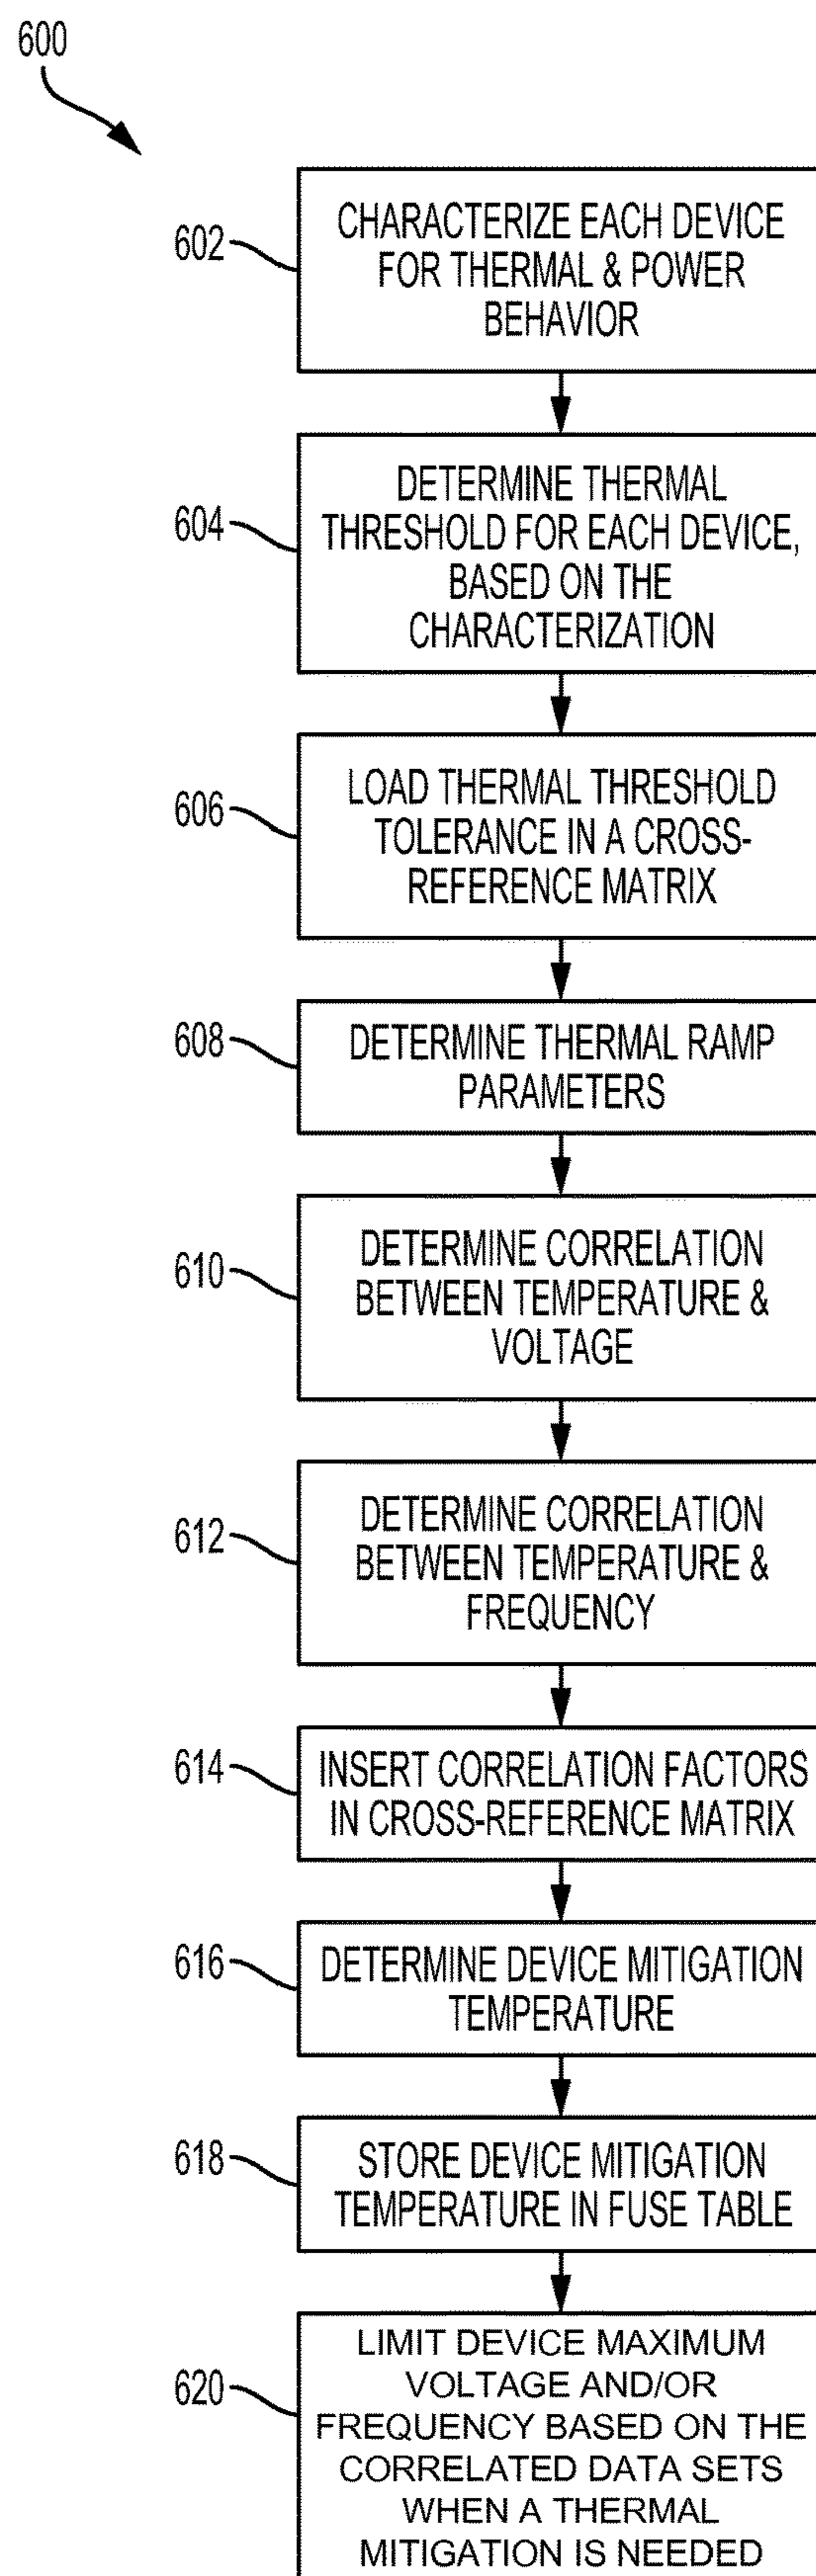 600
602
CHARACTERIZE EACH DEVICE
FOR THERMAL & POWER
BEHAVIOR
604
DETERMINE THERMAL
THRESHOLD FOR EACH DEVICE,
BASED ON THE
CHARACTERIZATION
606
LOAD THERMAL THRESHOLD
TOLERANCE IN A CROSS-
REFERENCE MATRIX
608
DETERMINE THERMAL RAMP
PARAMETERS
610
DETERMINE CORRELATION
BETWEEN TEMPERATURE &
VOLTAGE
612
DETERMINE CORRELATION
BETWEEN TEMPERATURE &
FREQUENCY
614
INSERT CORRELATION FACTORS
IN CROSS-REFERENCE MATRIX
616
DETERMINE DEVICE MITIGATION
TEMPERATURE
618
STORE DEVICE MITIGATION
TEMPERATURE IN FUSE TABLE
620
LIMIT DEVICE MAXIMUM
VOLTAGE AND/OR
FREQUENCY BASED ON THE
CORRELATED DATA SETS
WHEN A THERMAL
MITIGATION IS NEEDED